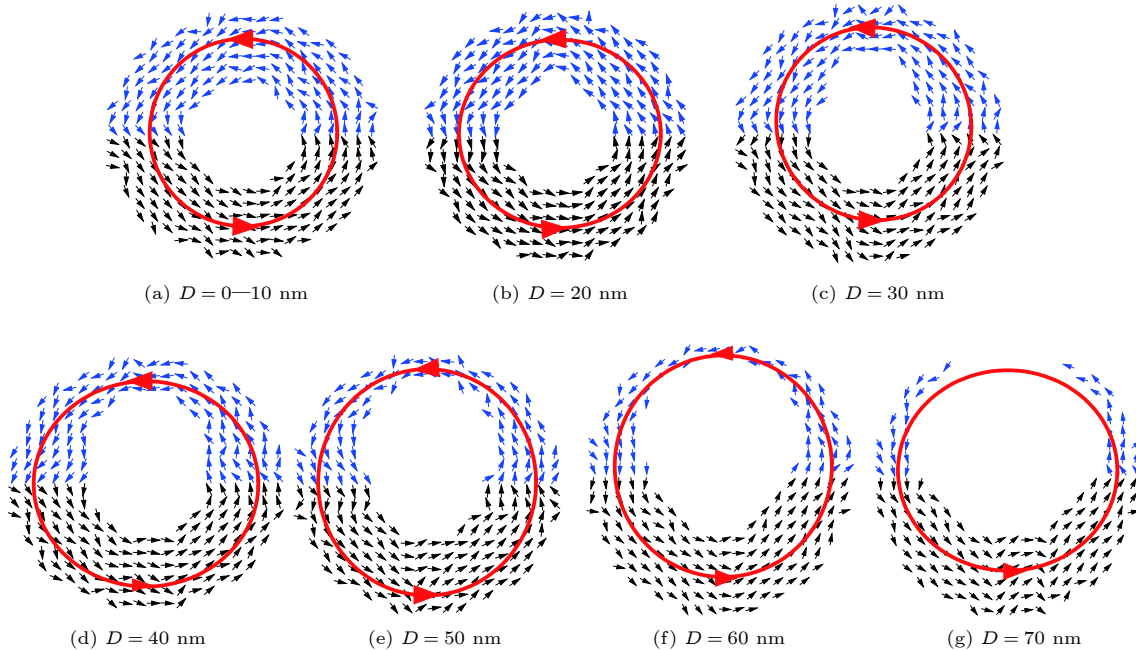 (a) D = 0—10 nm
(b) D = 20 nm
(c) D = 30 nm
(d) D = 40 nm
(e) D = 50 nm
(f) D = 60 nm
(g) D = 70 nm